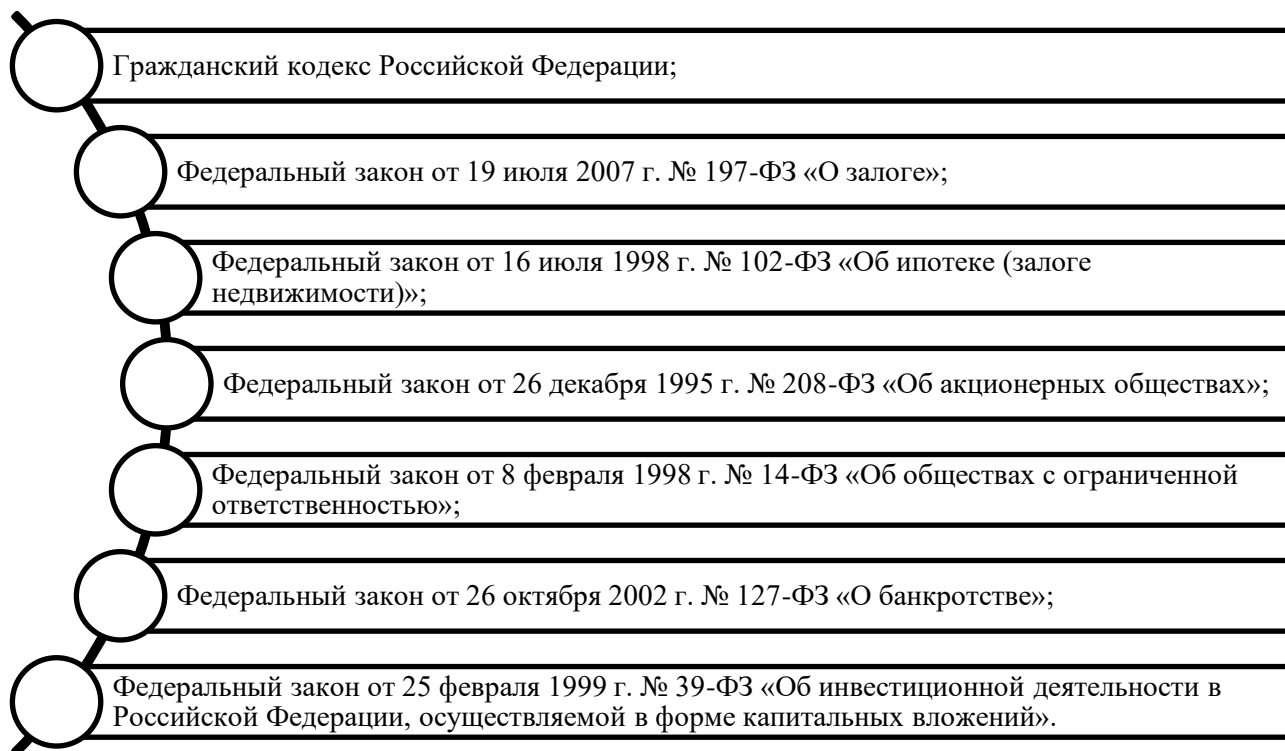 Гражданский кодекс Российской Федерации;
Федеральный закон от 19 июля 2007 г. № 197-ФЗ «О залоге»;
Федеральный закон от 16 июля 1998 г. № 102-ФЗ «Об ипотеке (залоге
недвижимости)»;
Федеральный закон от 26 декабря 1995 г. № 208-ФЗ «Об акционерных обществах»;
Федеральный закон от 8 февраля 1998 г. № 14-ФЗ «Об обществах с ограниченной
ответственностью»;
Федеральный закон от 26 октября 2002 г. № 127-ФЗ «О банкротстве»;
Федеральный закон от 25 февраля 1999 г. № 39-ФЗ «Об инвестиционной деятельности в
Российской Федерации, осуществляемой в форме капитальных вложений».